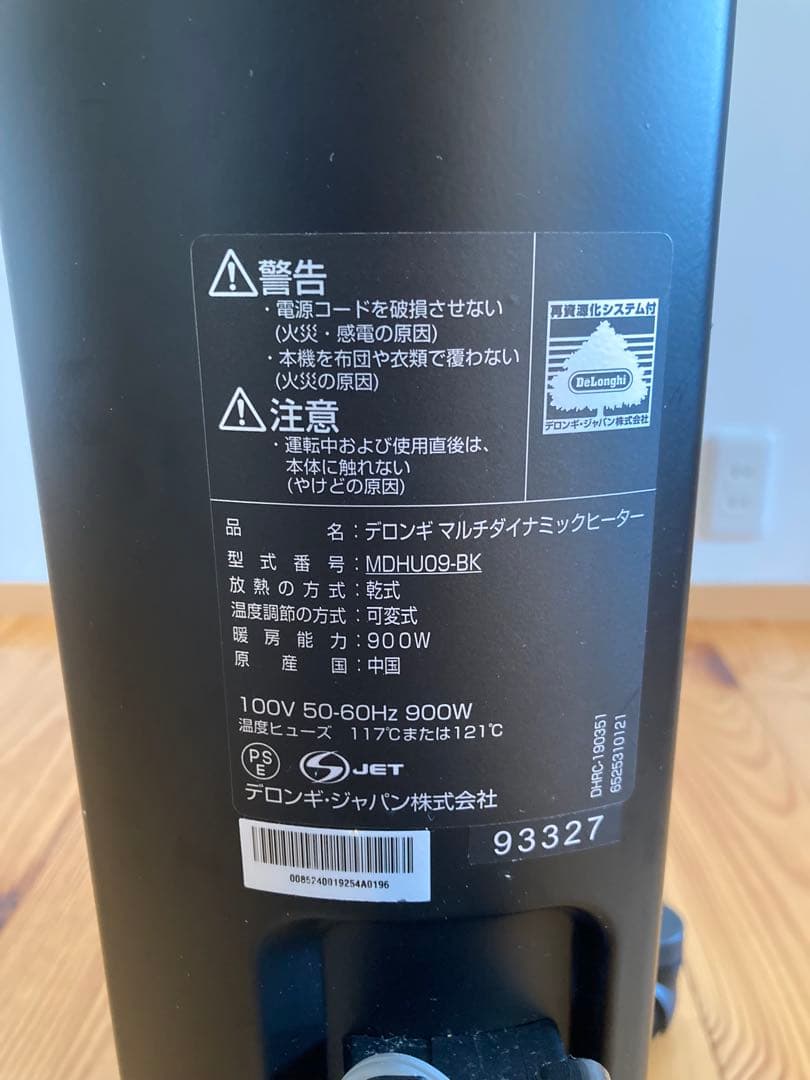 警告
・電源コードを破損させない
(火災・感電の原因)
・本機を布団や衣類で覆わない
(火災の原因)
注意
・運転中および使用直後は、
本体に触れない
(やけどの原因)
再資源化システム付
DeLonghi
デロンギ・ジャパン株式会社
品名：デロンギ マルチダイナミックヒーター
型式番号：MDHU09-BK
放熱の方式：乾式
温度調節の方式：可変式
暖房能力：900W
原産国：中国
100V 50-60Hz 900W
温度ヒューズ 117℃または121℃
PS
E
JET
デロンギ・ジャパン株式会社
DHRC-190351
6525310121
93327
0085240019254A0196